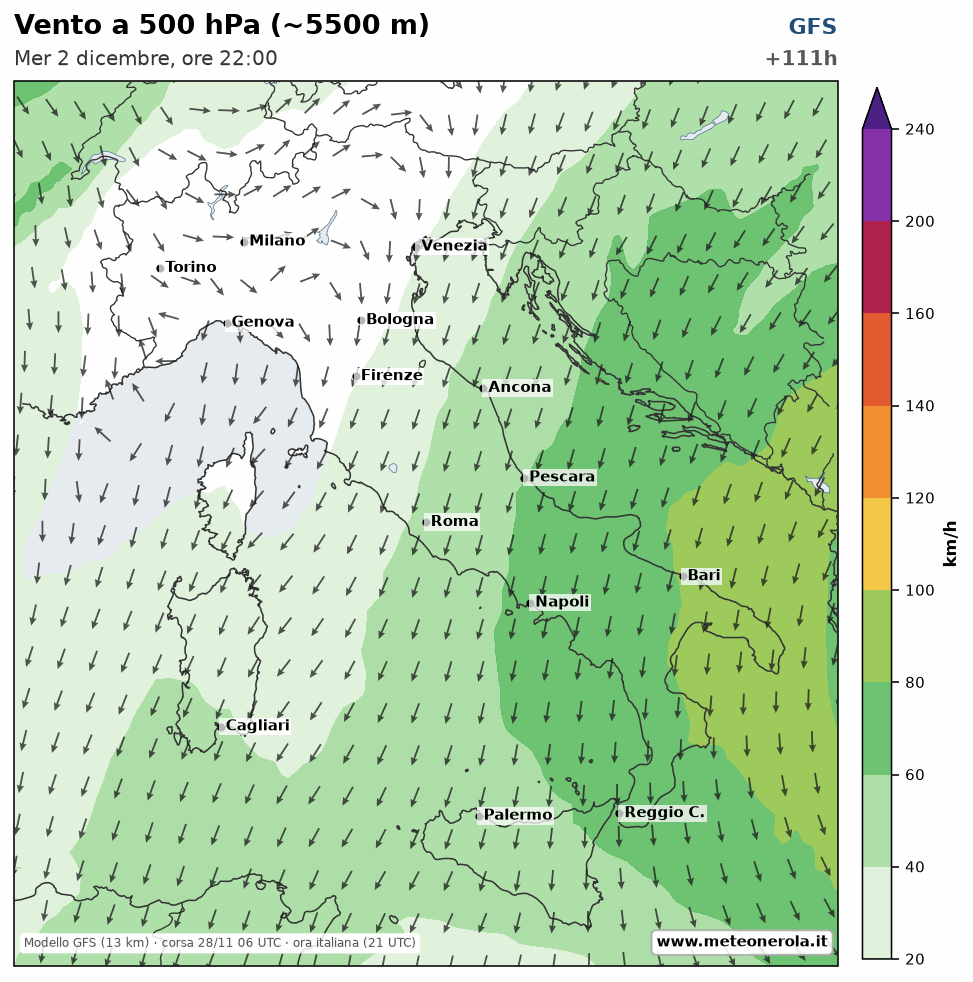 Vento a 500 hPa (~5500 m)
GFS
Mer 2 dicembre, ore 22:00
+111h
Milano
Venezia
Torino
Genova
Bologna
Firenze
Ancona
Pescara
Roma
Bari
Napoli
Cagliari
Palermo
Reggio C.
240
220
200
160
140
120
100
80
60
40
20
km/h
Modello GFS (13 km) · corsa 28/11 06 UTC · ora italiana (21 UTC)
www.meteonerola.it